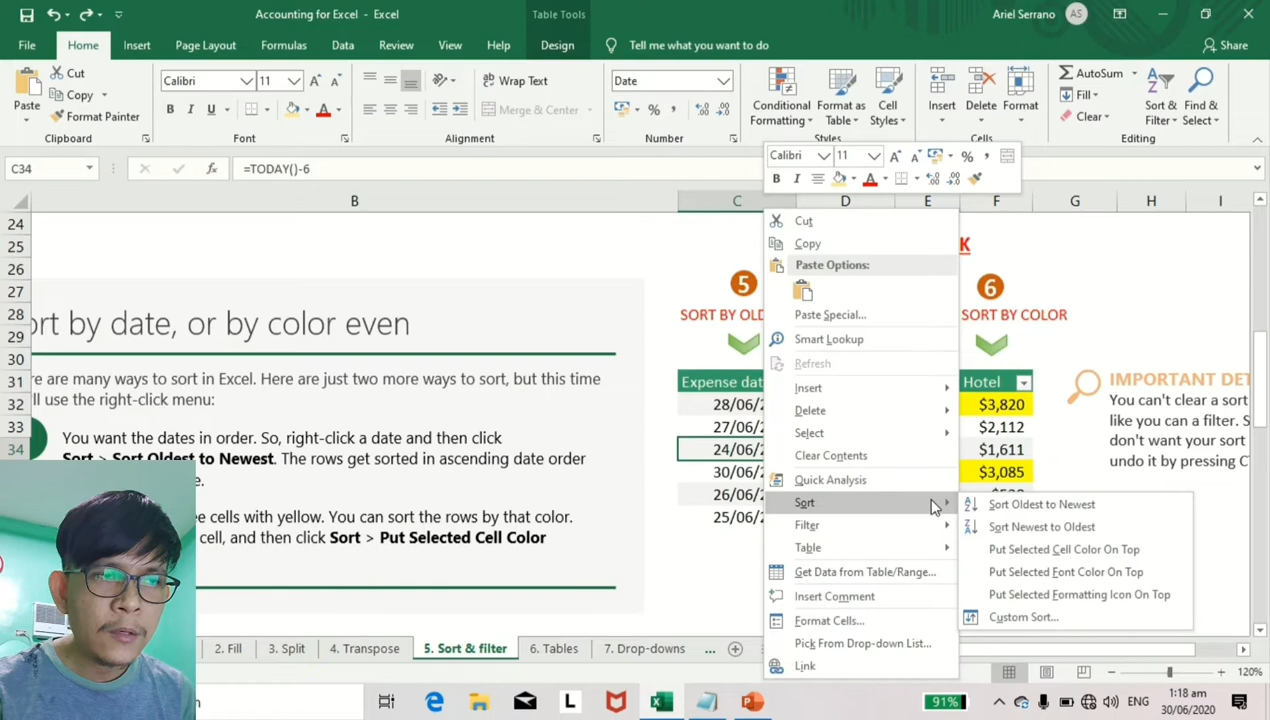 Accounting for Excel - Excel
Table Tools
Ariel Serrano
AS
File
Home
Insert
Page Layout
Formulas
Data
Review
View
Help
Design
Tell me what you want to do
Share
Paste
Cut
Copy
Format Painter
Clipboard
Calibri
11
B I U
Font
Wrap Text
Merge & Center
Alignment
Date
%
Number
Conditional Formatting
Format as Table
Cell Styles
Styles
Insert
Delete
Format
Cells
AutoSum
Fill
Clear
Sort & Filter
Find & Select
Editing
C34
fx
=TODAY()-6
Calibri
11
%
B I
B
C
D
E
F
G
H
I
24
25
26
27
28
29
30
31
32
33
34
ort by date, or by color even
re are many ways to sort in Excel. Here are just two more ways to sort, but this time
ll use the right-click menu:
You want the dates in order. So, right-click a date and then click
Sort > Sort Oldest to Newest. The rows get sorted in ascending date order
e.
e cells with yellow. You can sort the rows by that color.
cell, and then click Sort > Put Selected Cell Color
K
5
SORT BY OLD
6
SORT BY COLOR
Expense dat
28/06/2
27/06/2
24/06/2
30/06/2
26/06/2
25/06/2
Hotel
$3,820
$2,112
$1,611
$3,085
IMPORTANT DET
You can't clear a sort
like you can a filter. S
don't want your sort
undo it by pressing CT
Cut
Copy
Paste Options:
Paste Special...
Smart Lookup
Refresh
Insert
Delete
Select
Clear Contents
Quick Analysis
Sort
Filter
Table
Get Data from Table/Range...
Insert Comment
Format Cells...
Pick From Drop-down List...
Link
Sort Oldest to Newest
Sort Newest to Oldest
Put Selected Cell Color On Top
Put Selected Font Color On Top
Put Selected Formatting Icon On Top
Custom Sort...
2. Fill
3. Split
4. Transpose
5. Sort & filter
6. Tables
7. Drop-downs
...
120%
n
L
91%
ENG
1:18 am
30/06/2020